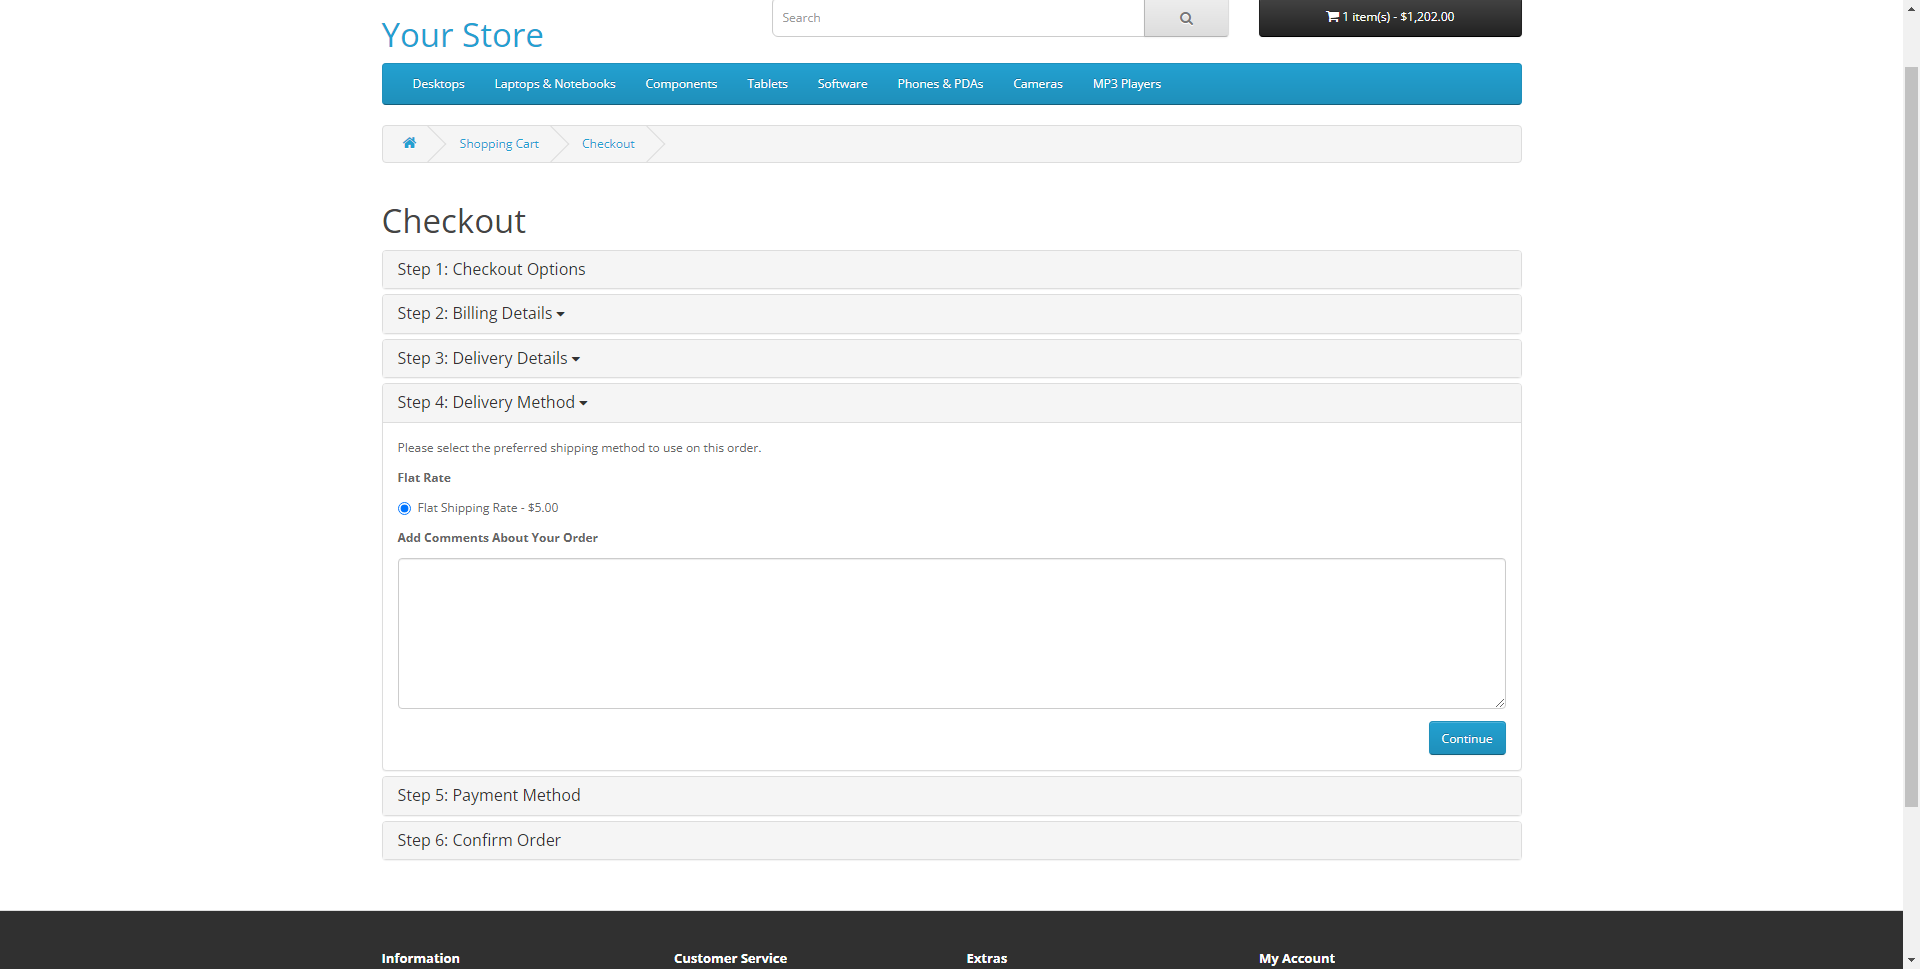 Your Store
Search
1 item(s) - $1,202.00
Desktops
Laptops & Notebooks
Components
Tablets
Software
Phones & PDAs
Cameras
MP3 Players
Shopping Cart
Checkout
Checkout
Step 1: Checkout Options
Step 2: Billing Details
Step 3: Delivery Details
Step 4: Delivery Method
Please select the preferred shipping method to use on this order.
Flat Rate
Flat Shipping Rate - $5.00
Add Comments About Your Order
Continue
Step 5: Payment Method
Step 6: Confirm Order
Information
Customer Service
Extras
My Account